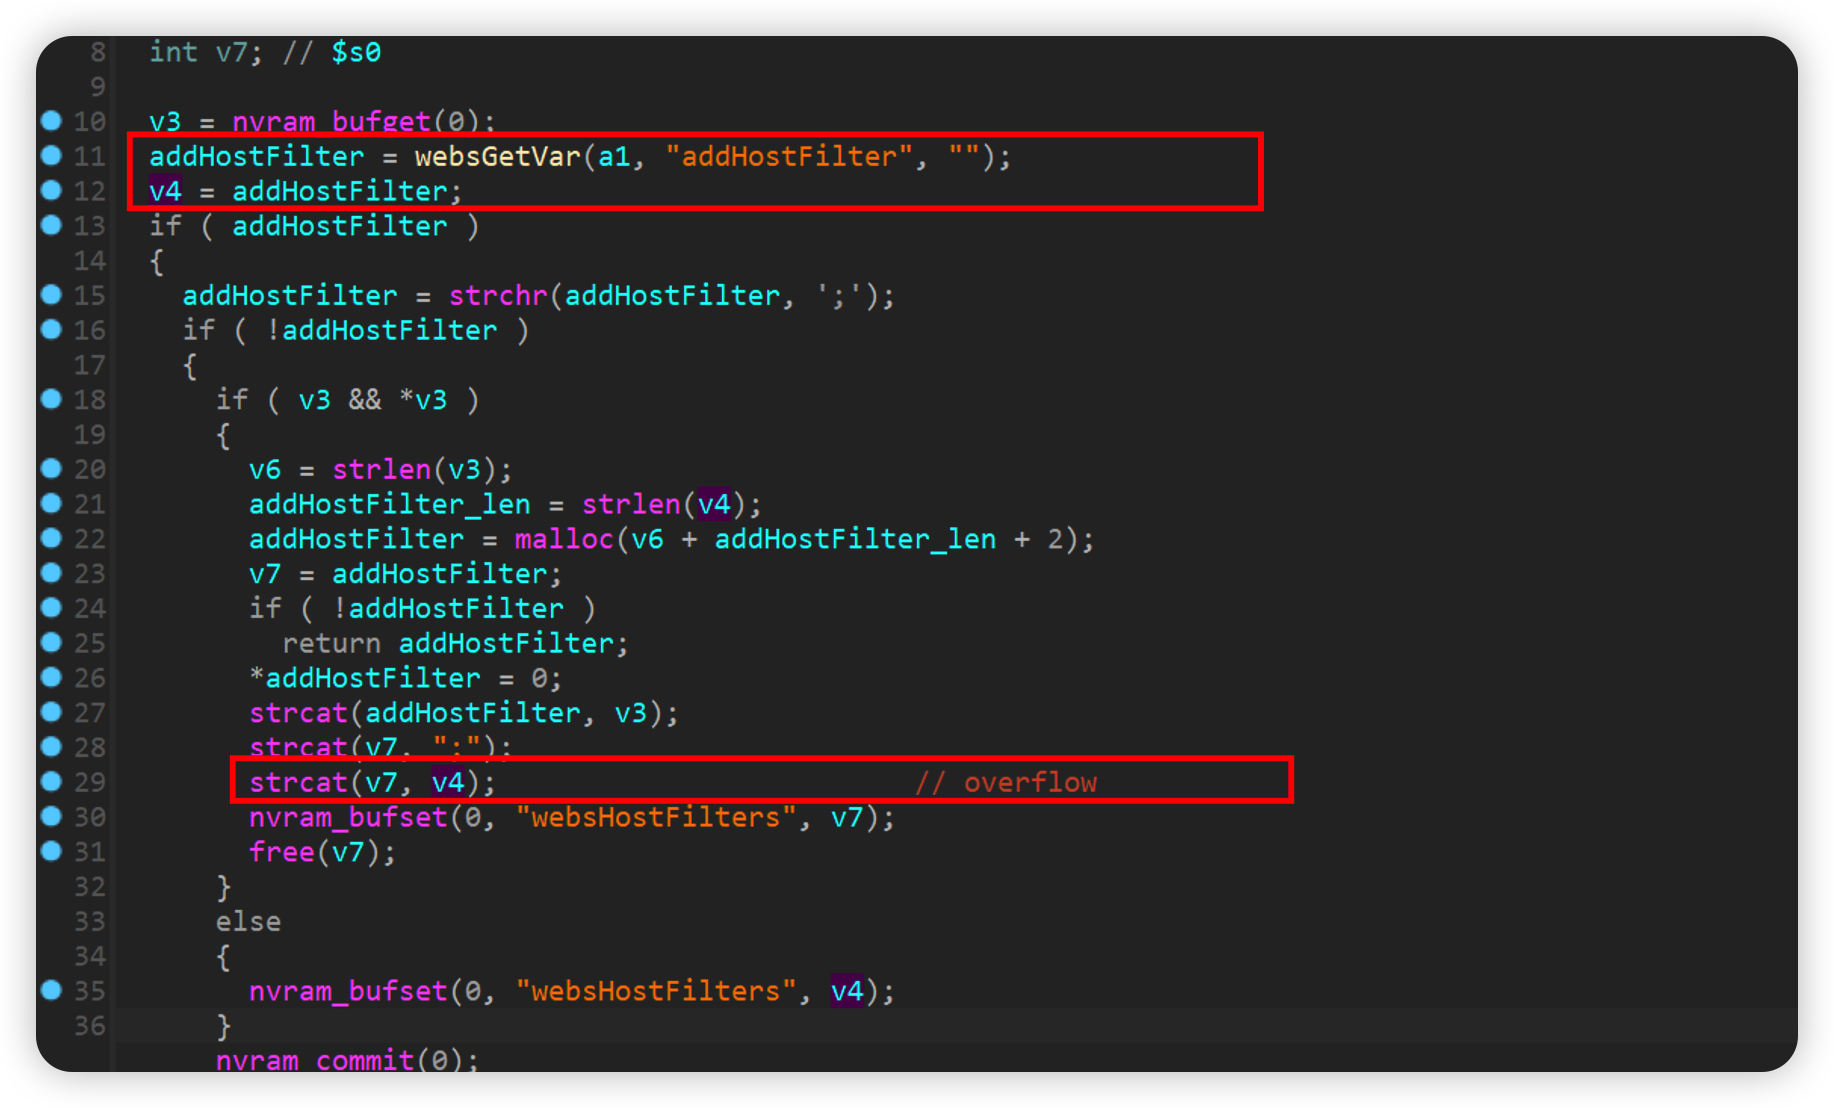 8 int v7; // $s0
9
10 v3 = nvram_bufget(0);
11 addHostFilter = websGetVar(a1, "addHostFilter", "");
12 v4 = addHostFilter;
13 if ( addHostFilter )
14 {
15 addHostFilter = strchr(addHostFilter, ';');
16 if ( !addHostFilter )
17 {
18 if ( v3 && *v3 )
19 {
20 v6 = strlen(v3);
21 addHostFilter_len = strlen(v4);
22 addHostFilter = malloc(v6 + addHostFilter_len + 2);
23 v7 = addHostFilter;
24 if ( !addHostFilter )
25 return addHostFilter;
26 *addHostFilter = 0;
27 strcat(addHostFilter, v3);
28 strcat(v7, ";");
29 strcat(v7, v4); // overflow
30 nvram_bufset(0, "websHostFilters", v7);
31 free(v7);
32 }
33 else
34 {
35 nvram_bufset(0, "websHostFilters", v4);
36 }
nvram_commit(0);